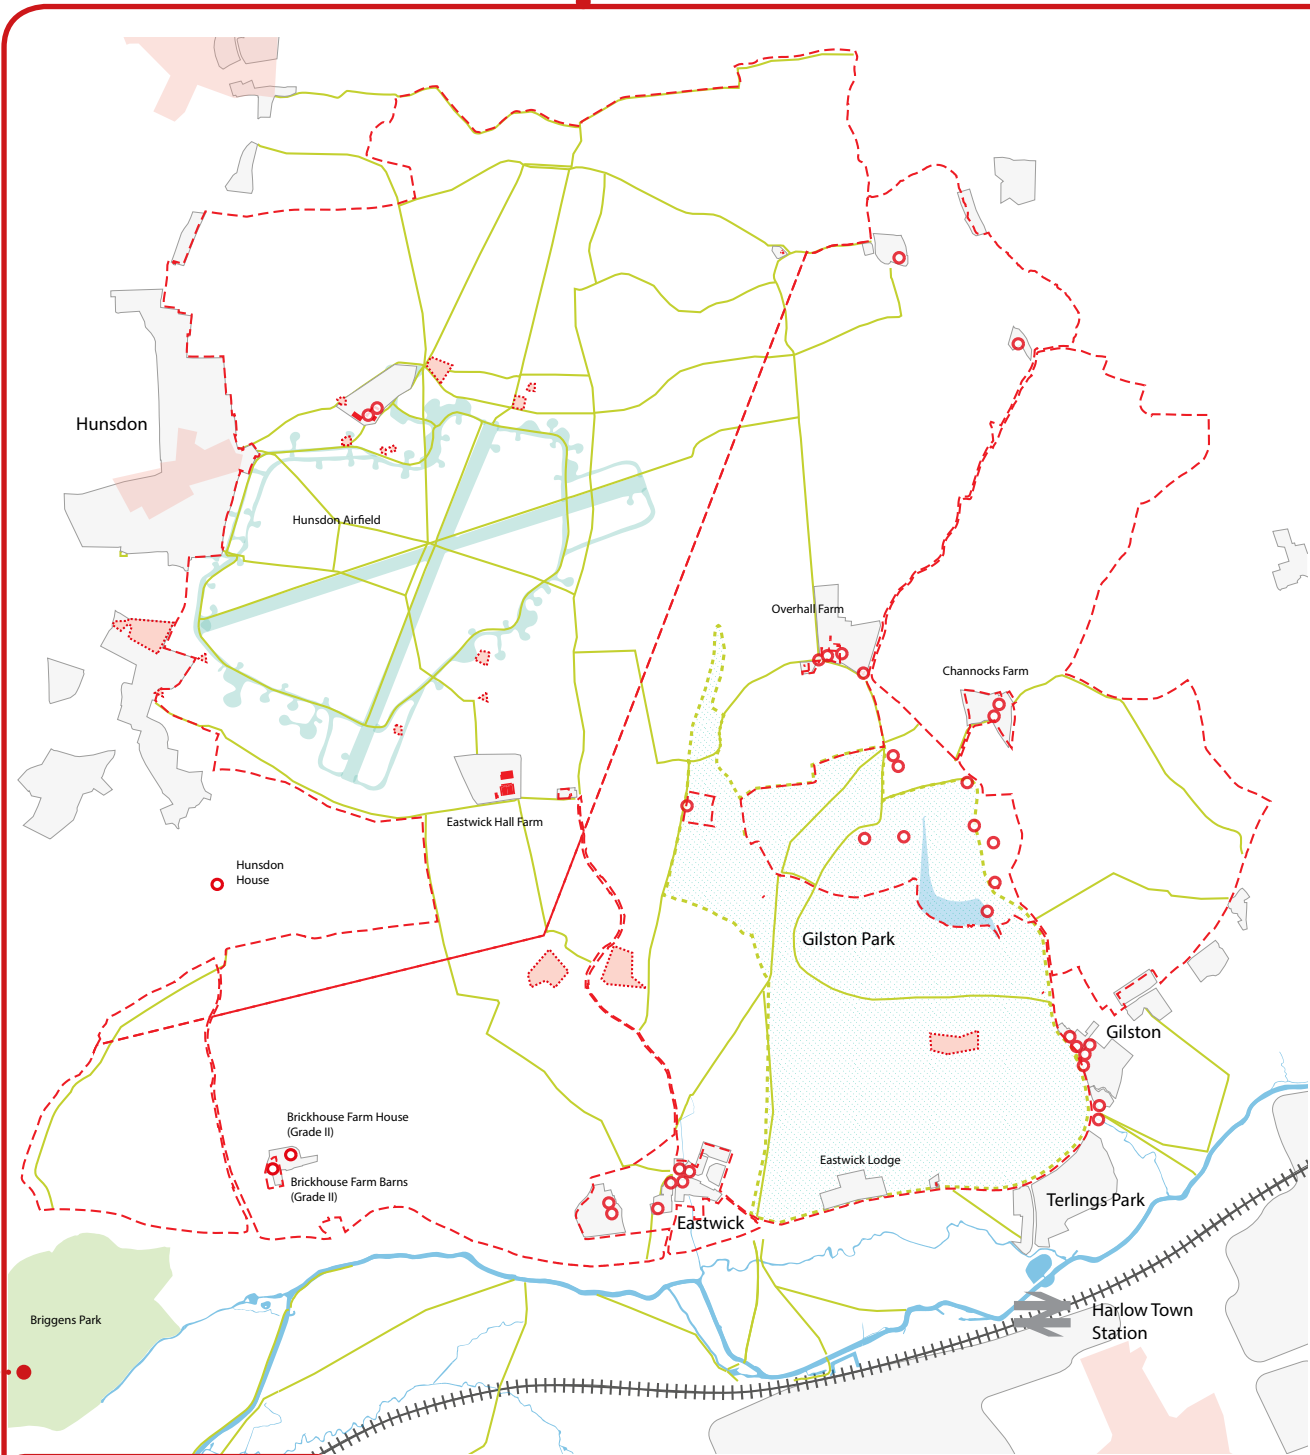 Hunsdon
Hunsdon Airfield
Overhall Farm
Channocks Farm
Eastwick Hall Farm
Hunsdon
House
Gilston Park
Gilston
Brickhouse Farm House
(Grade II)
Brickhouse Farm Barns
(Grade II)
Eastwick Lodge
Terlings Park
Eastwick
Briggens Park
Harlow Town
Station